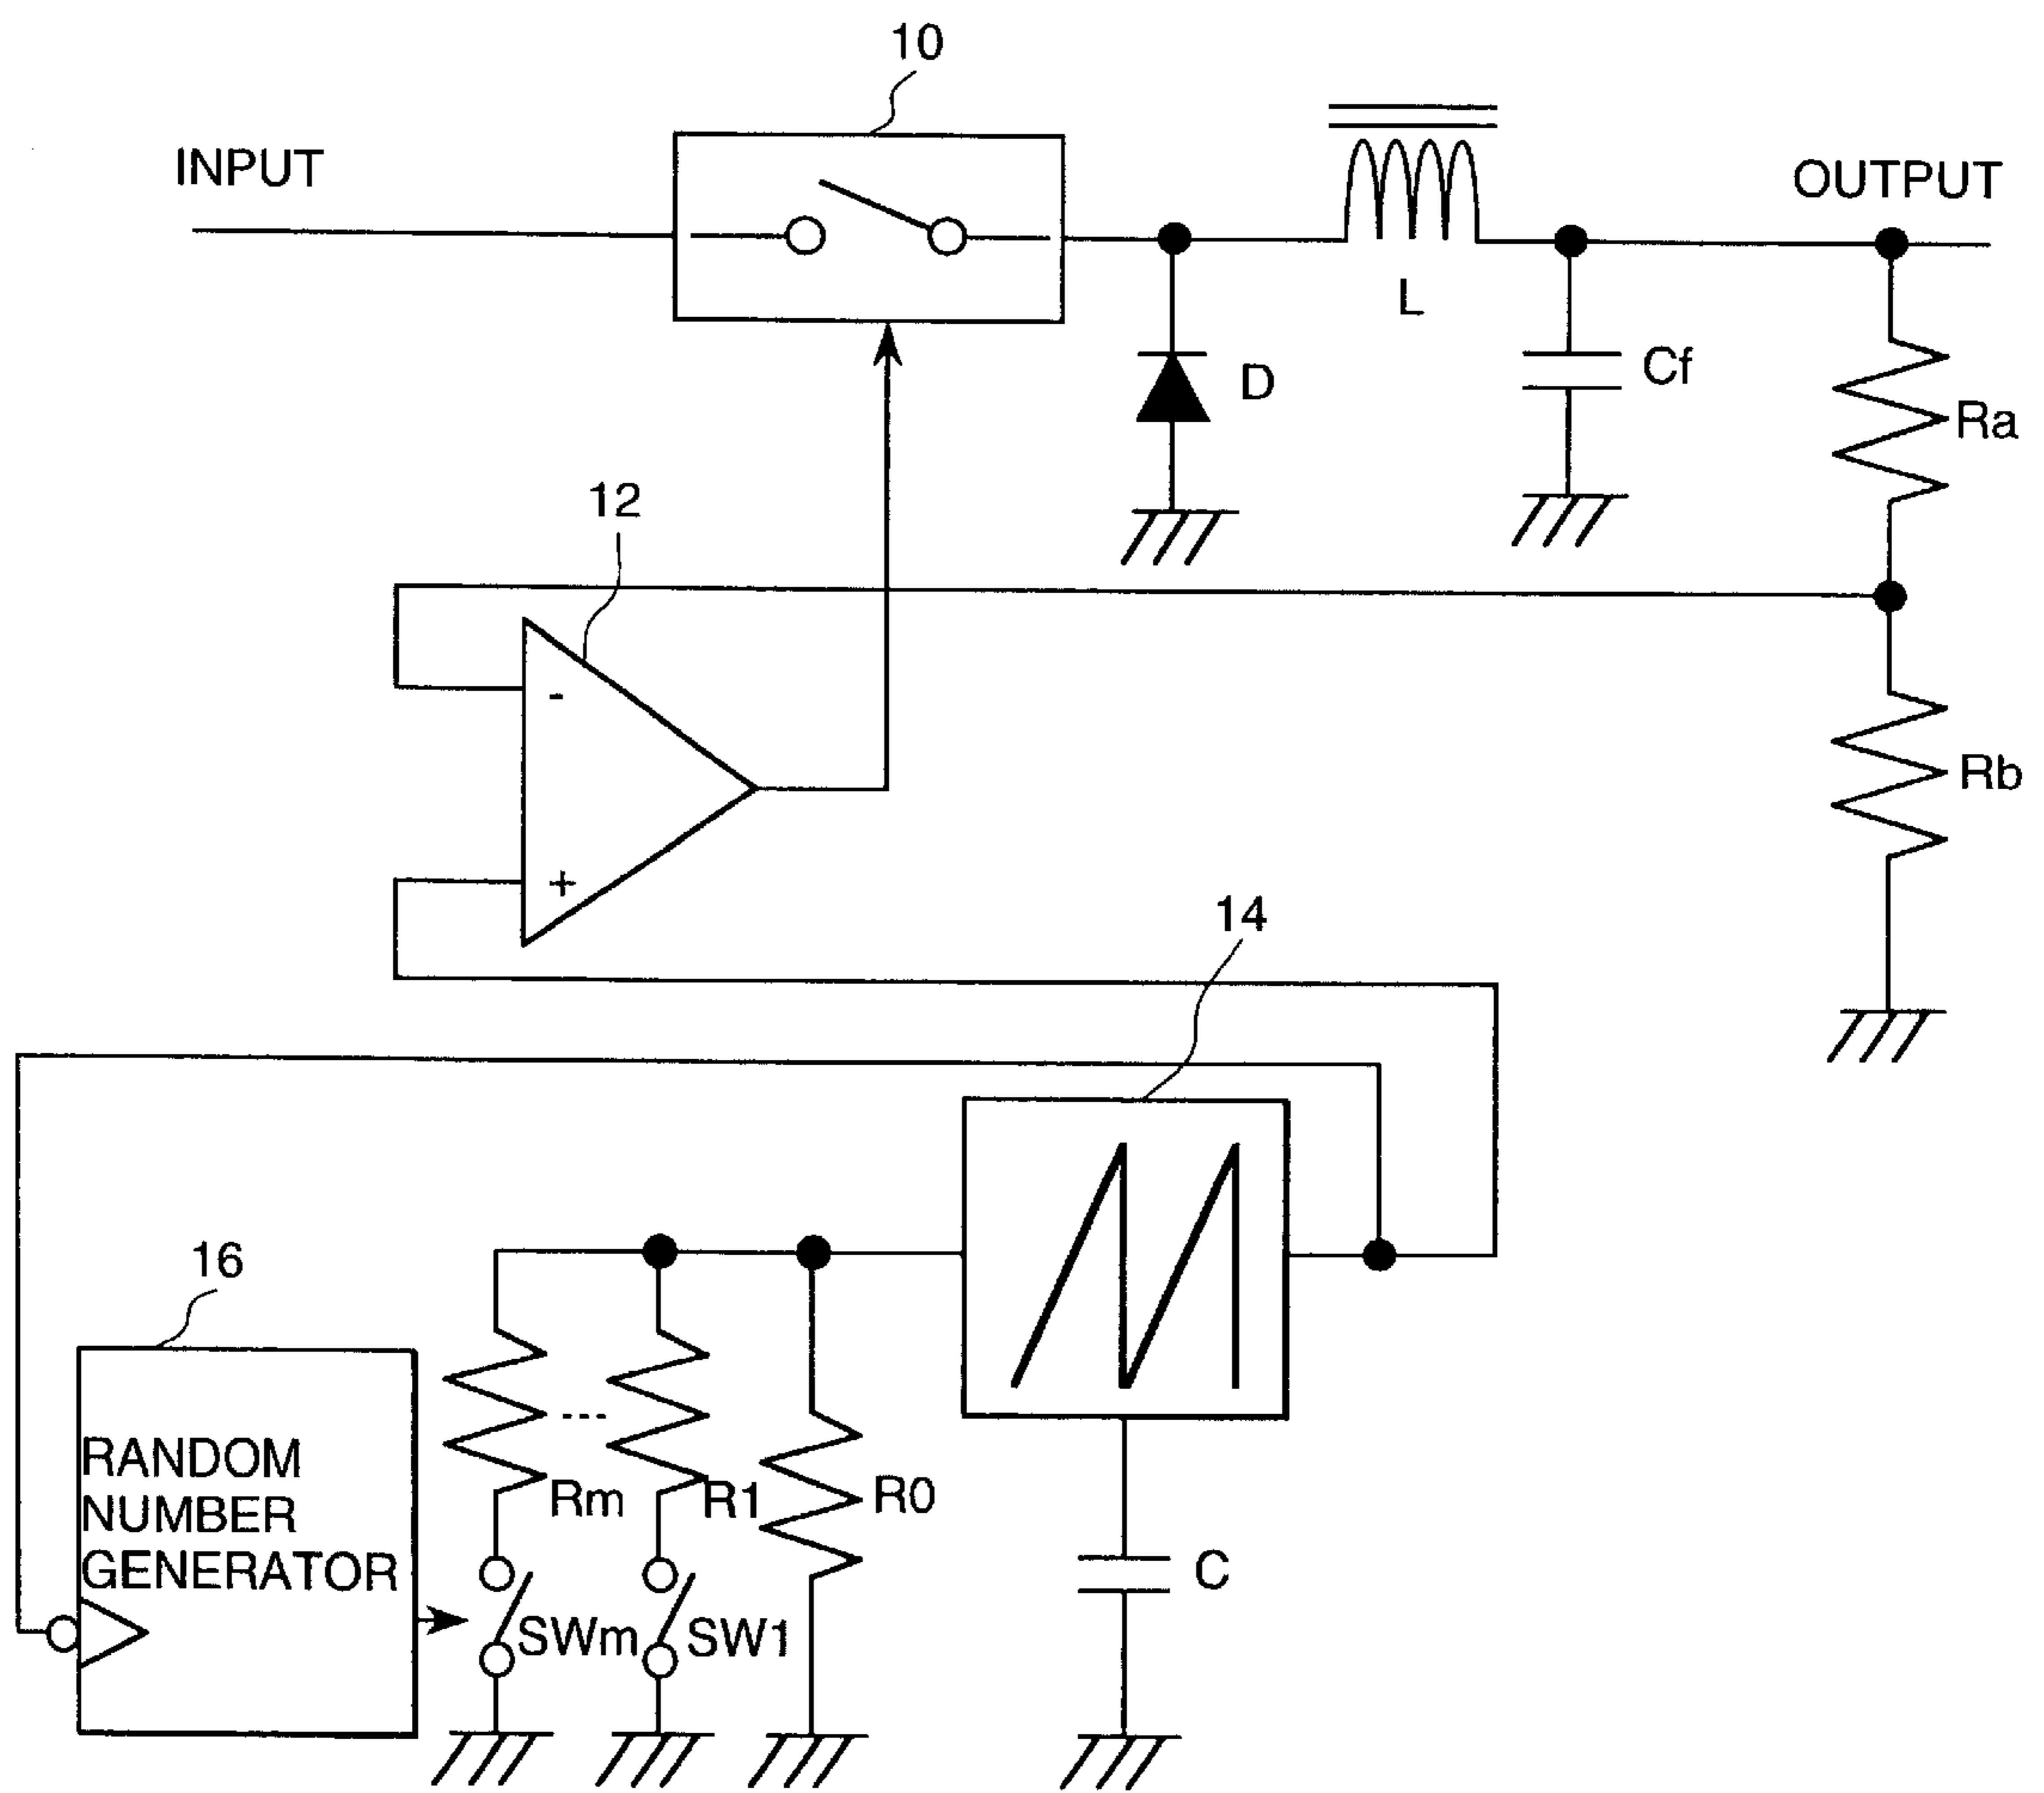 10
INPUT
OUTPUT
L
D
Cf
Ra
12
-
Rb
+
14
16
RANDOM
NUMBER
GENERATOR
---
Rm
R1
R0
C
SWm
SW1